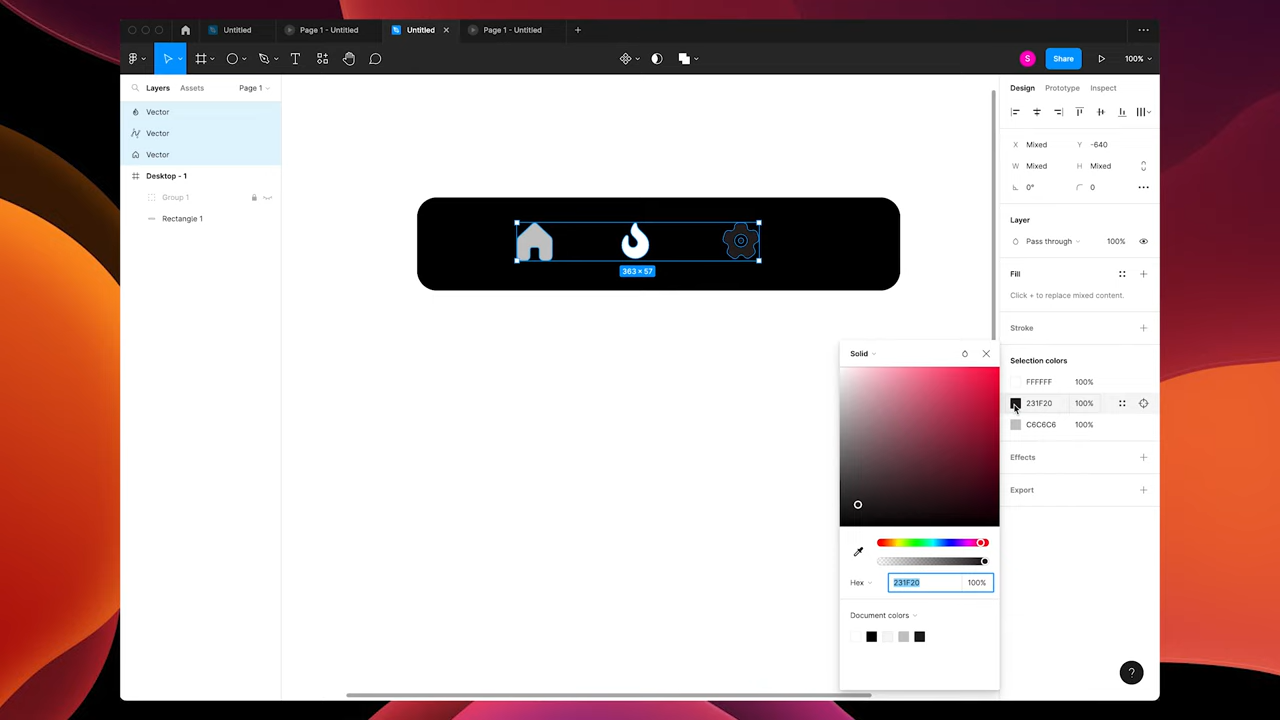 Untitled
Page 1 - Untitled
Untitled
Page 1 - Untitled
Share
100%
S
Layers
Assets
Page 1
Design
Prototype
Inspect
Vector
Vector
Vector
Desktop - 1
Group 1
Rectangle 1
363 × 57
X Mixed Y -640
W Mixed H Mixed
0° 0
Layer
Pass through 100%
Fill
Click + to replace mixed content.
Stroke
Selection colors
FFFFFF 100%
231F20 100%
C6C6C6 100%
Effects
Export
Solid
Hex 231F20 100%
Document colors
?